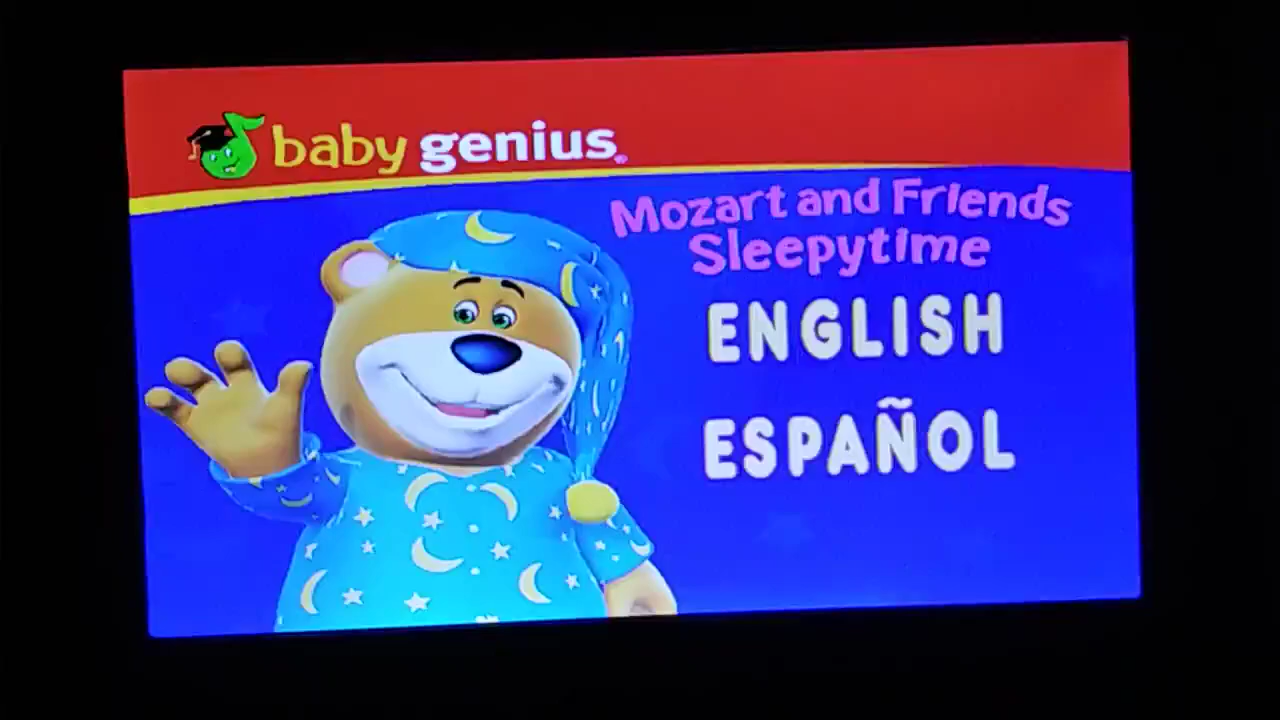 baby genius
Mozart and Friends
Sleepytime
ENGLISH
ESPAÑOL